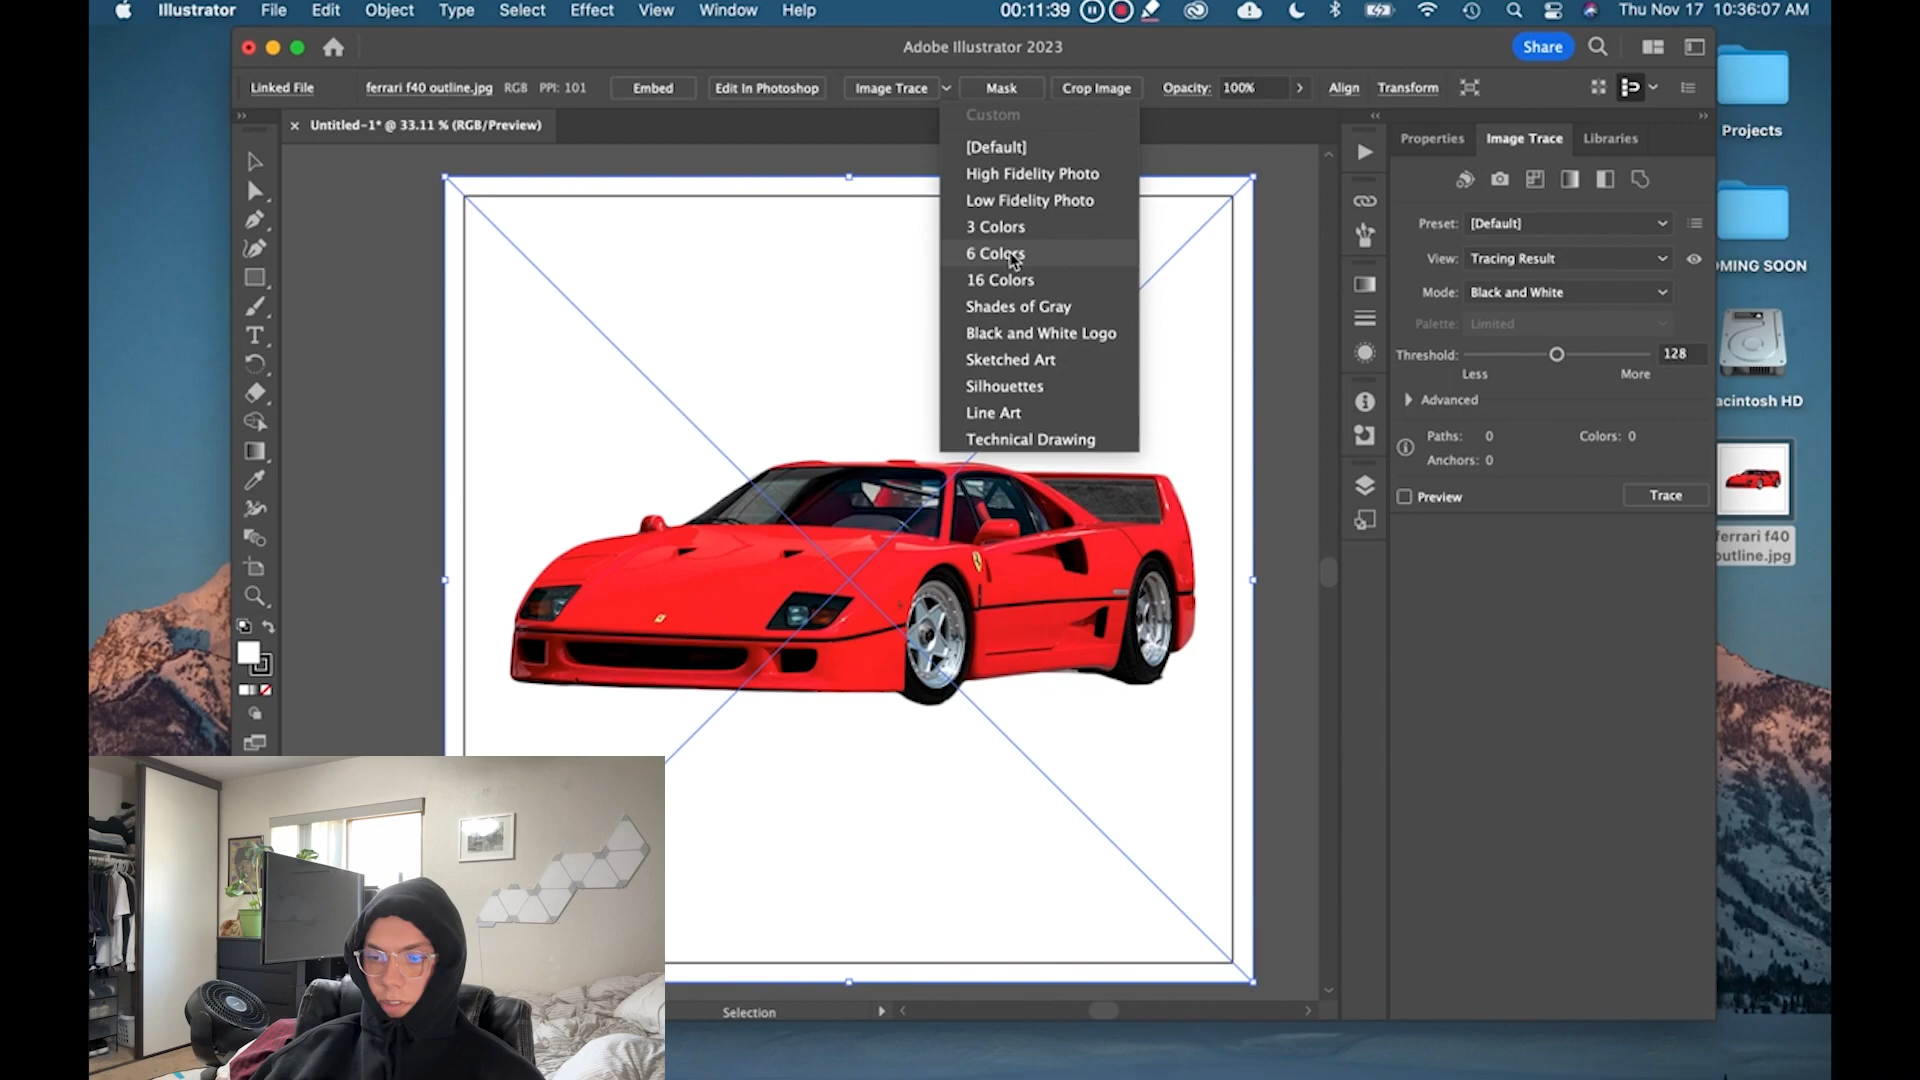 Illustrator File Edit Object Type Select Effect View Window Help 00:11:39 Thu Nov 17 10:36:07 AM
Adobe Illustrator 2023 Share
Linked File ferrari f40 outline.jpg RGB PPI: 101 Embed Edit In Photoshop Image Trace Mask Crop Image Opacity: 100% Align Transform
Untitled-1* @ 33.11 % (RGB/Preview)
Custom
[Default]
High Fidelity Photo
Low Fidelity Photo
3 Colors
6 Colors
16 Colors
Shades of Gray
Black and White Logo
Sketched Art
Silhouettes
Line Art
Technical Drawing
Properties Image Trace Libraries
Preset: [Default]
View: Tracing Result
Mode: Black and White
Palette: Limited
Threshold: 128
Less More
Advanced
Paths: 0 Colors: 0
Anchors: 0
Preview Trace
Selection
Projects
OMING SOON
acintosh HD
ferrari f40
outline.jpg